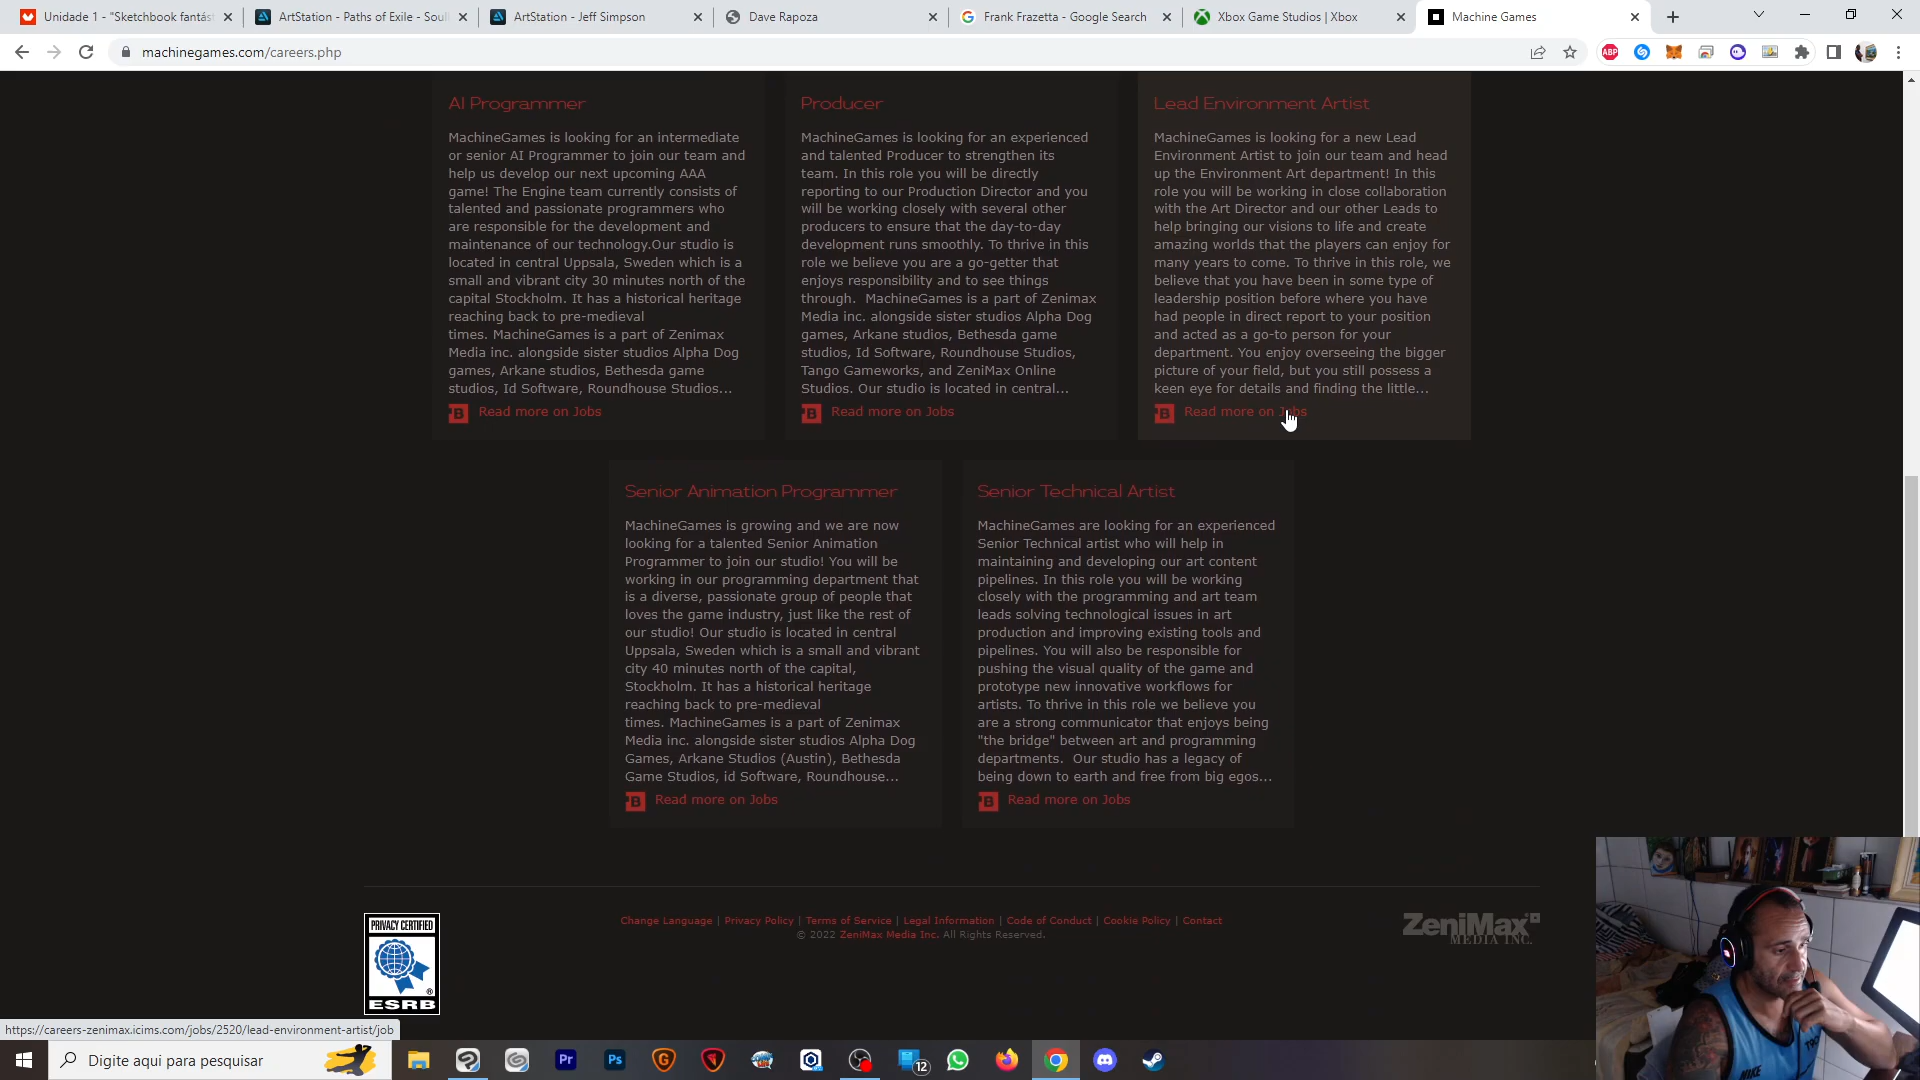 Unidade 1 - "Sketchbook fantást
ArtStation - Paths of Exile - Soull
ArtStation - Jeff Simpson
Dave Rapoza
Frank Frazetta - Google Search
Xbox Game Studios | Xbox
Machine Games
machinegames.com/careers.php
ABP
AI Programmer
MachineGames is looking for an intermediate
or senior AI Programmer to join our team and
help us develop our next upcoming AAA
game! The Engine team currently consists of
talented and passionate programmers who
are responsible for the development and
maintenance of our technology.Our studio is
located in central Uppsala, Sweden which is a
small and vibrant city 30 minutes north of the
capital Stockholm. It has a historical heritage
reaching back to pre-medieval
times. MachineGames is a part of Zenimax
Media inc. alongside sister studios Alpha Dog
games, Arkane studios, Bethesda game
studios, Id Software, Roundhouse Studios...
B Read more on Jobs
Producer
MachineGames is looking for an experienced
and talented Producer to strengthen its
team. In this role you will be directly
reporting to our Production Director and you
will be working closely with several other
producers to ensure that the day-to-day
development runs smoothly. To thrive in this
role we believe you are a go-getter that
enjoys responsibility and to see things
through.  MachineGames is a part of Zenimax
Media inc. alongside sister studios Alpha Dog
games, Arkane studios, Bethesda game
studios, Id Software, Roundhouse Studios,
Tango Gameworks, and ZeniMax Online
Studios. Our studio is located in central...
B Read more on Jobs
Lead Environment Artist
MachineGames is looking for a new Lead
Environment Artist to join our team and head
up the Environment Art department! In this
role you will be working in close collaboration
with the Art Director and our other Leads to
help bringing our visions to life and create
amazing worlds that the players can enjoy for
many years to come. To thrive in this role, we
believe that you have been in some type of
leadership position before where you have
had people in direct report to your position
and acted as a go-to person for your
department. You enjoy overseeing the bigger
picture of your field, but you still possess a
keen eye for details and finding the little...
B Read more on Jobs
Senior Animation Programmer
MachineGames is growing and we are now
looking for a talented Senior Animation
Programmer to join our studio! You will be
working in our programming department that
is a diverse, passionate group of people that
loves the game industry, just like the rest of
our studio! Our studio is located in central
Uppsala, Sweden which is a small and vibrant
city 40 minutes north of the capital,
Stockholm. It has a historical heritage
reaching back to pre-medieval
times. MachineGames is a part of Zenimax
Media inc. alongside sister studios Alpha Dog
Games, Arkane Studios (Austin), Bethesda
Game Studios, id Software, Roundhouse...
B Read more on Jobs
Senior Technical Artist
MachineGames are looking for an experienced
Senior Technical artist who will help in
maintaining and developing our art content
pipelines. In this role you will be working
closely with the programming and art team
leads solving technological issues in art
production and improving existing tools and
pipelines. You will also be responsible for
pushing the visual quality of the game and
prototype new innovative workflows for
artists. To thrive in this role we believe you
are a strong communicator that enjoys being
"the bridge" between art and programming
departments.  Our studio has a legacy of
being down to earth and free from big egos...
B Read more on Jobs
PRIVACY CERTIFIED
ESRB
Change Language | Privacy Policy | Terms of Service | Legal Information | Code of Conduct | Cookie Policy | Contact
© 2022 ZeniMax Media Inc. All Rights Reserved.
ZeniMax
MEDIA INC.
https://careers-zenimax.icims.com/jobs/2520/lead-environment-artist/job
Digite aqui para pesquisar
Pr
Ps
12
NIKE